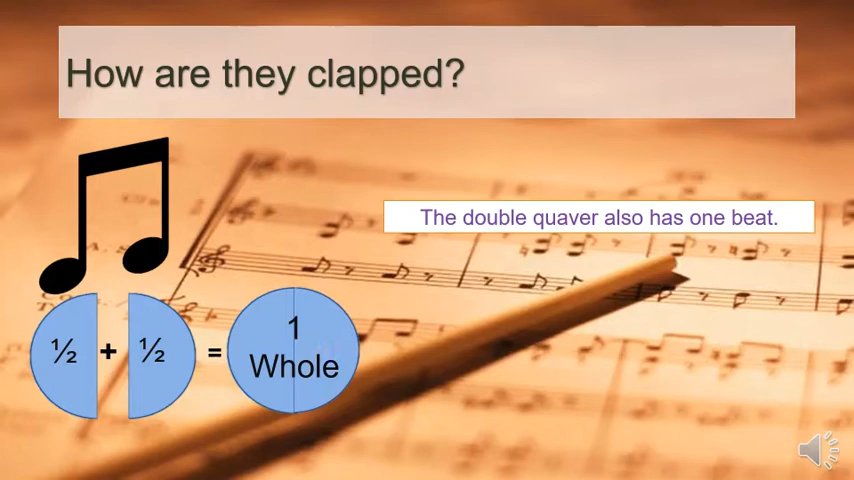 How are they clapped?
The double quaver also has one beat.
½ + ½ = 1
Whole